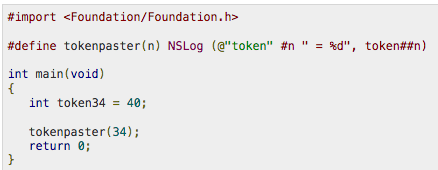 #import <Foundation/Foundation.h>
#define tokenpaster(n) NSLog (@"token" #n " = %d", token##n)
int main(void)
{
   int token34 = 40;
   tokenpaster(34);
   return 0;
}